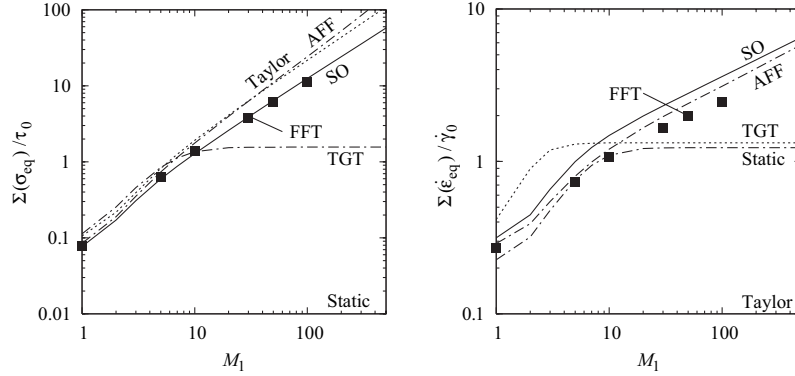 100
10
1
0.1
0.01
Σ(σeq)/τ0
Taylor
AFF
SO
FFT
TGT
Static
1
10
100
M1
10
1
0.1
Σ(ε̇eq)/γ̇0
SO
FFT
AFF
TGT
Static
Taylor
1
10
100
M1